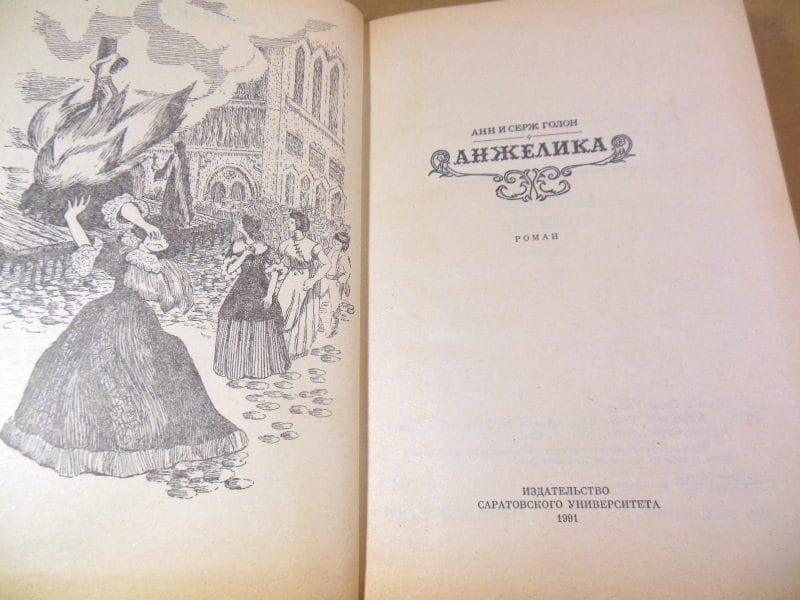 АНН И СЕРЖ ГОЛОН
АНЖЕЛИКА
РОМАН
ИЗДАТЕЛЬСТВО
САРАТОВСКОГО УНИВЕРСИТЕТА
1991